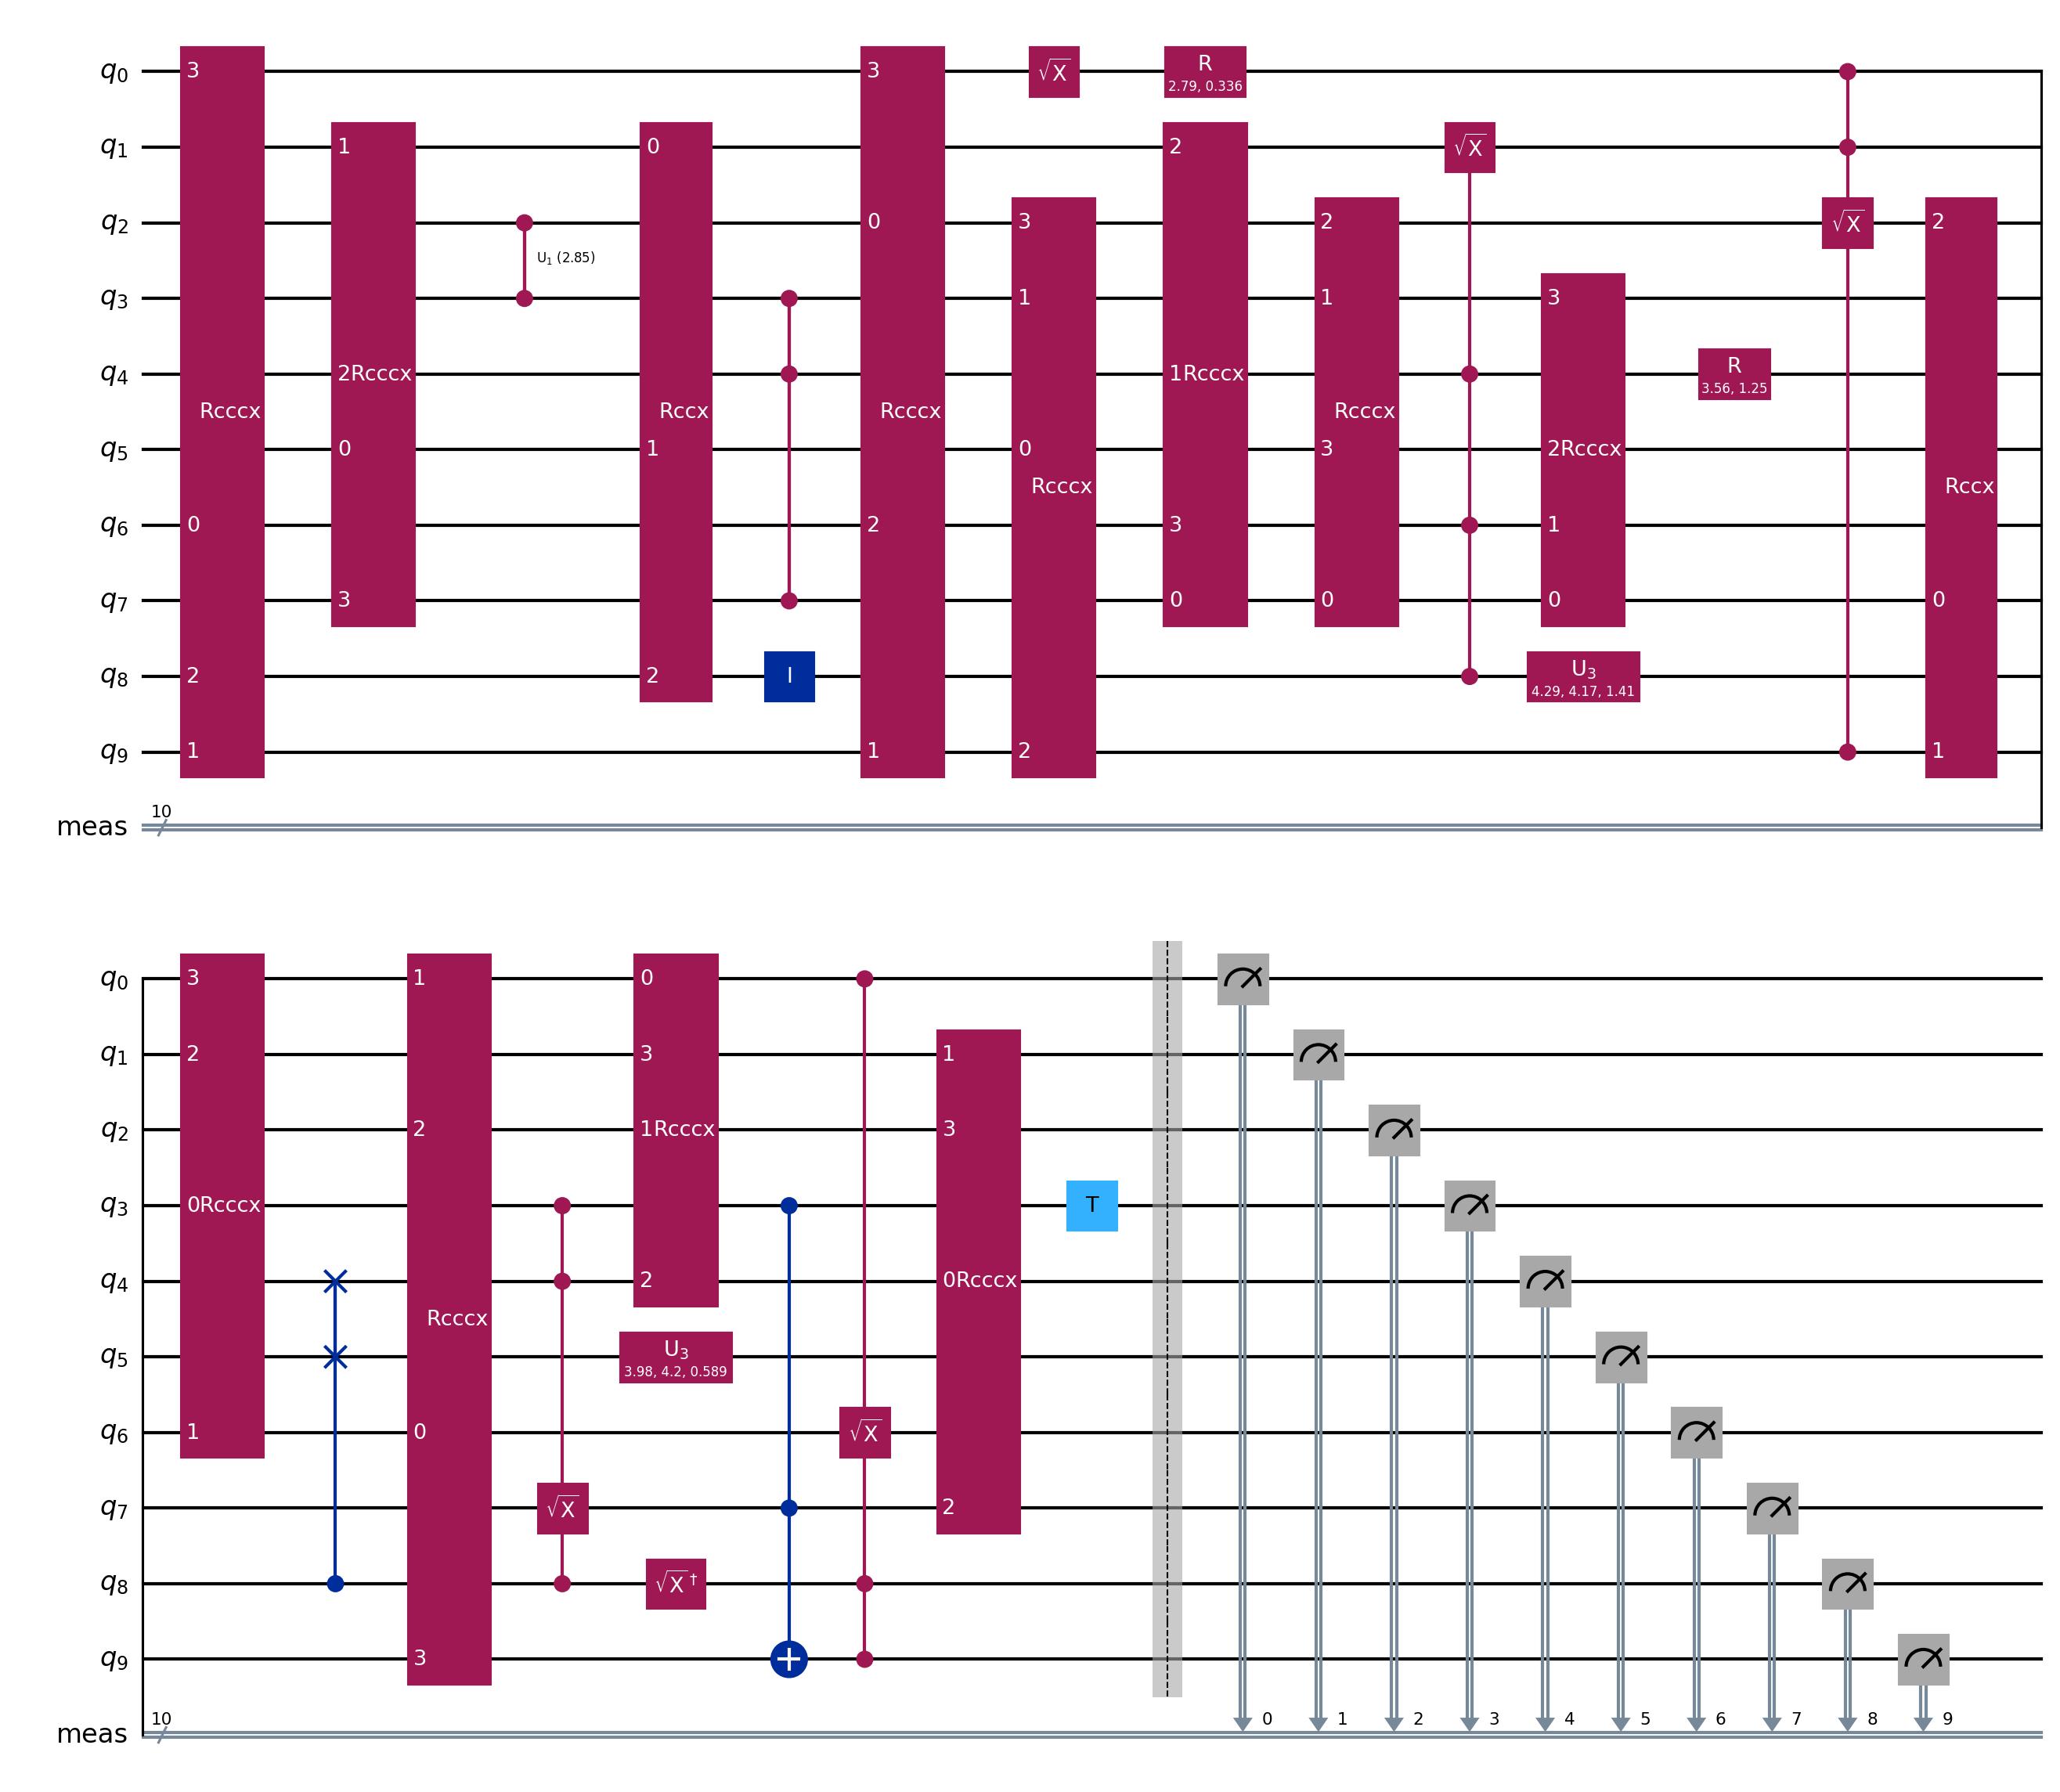 q0 3 3 √X R 2.79, 0.336
q1 1 0 2 √X
q2 U1 (2.85) 0 3 2 √X 2
q3 1 1 3
q4 2Rcccx 1Rcccx R 3.56, 1.25
Rcccx Rccx Rcccx Rcccx
q5 0 1 0 3 2Rcccx
Rcccx Rccx
q6 0 2 3 1
q7 3 0 0 0 0
q8 2 2 I U3 4.29, 4.17, 1.41
q9 1 1 2 1
10
meas
q0 3 1 0
q1 2 3 1
q2 2 1Rcccx 3
q3 0Rcccx T
q4 2 0Rcccx
Rcccx
q5 U3 3.98, 4.2, 0.589
q6 1 0 √X
q7 √X 2
q8 √X†
q9 3
10 0 1 2 3 4 5 6 7 8 9
meas